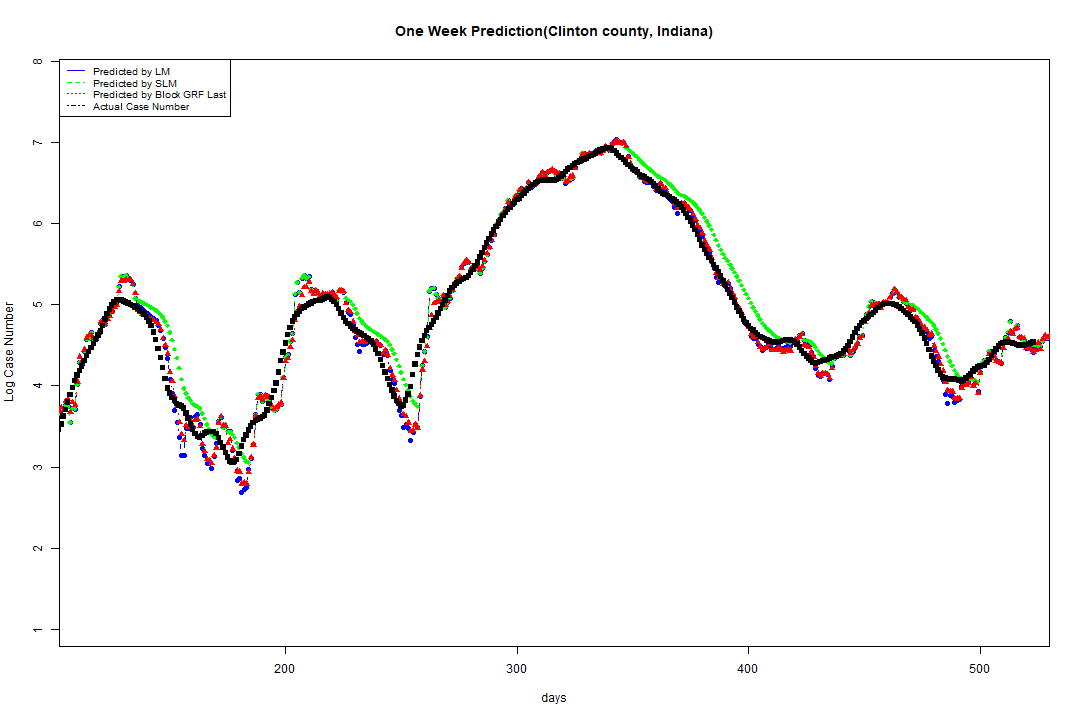 One Week Prediction(Clinton county, Indiana)
Predicted by LM
Predicted by SLM
Predicted by Block GRF Last
Actual Case Number
Log Case Number
8
7
6
5
4
3
2
1
200 300 400 500
days